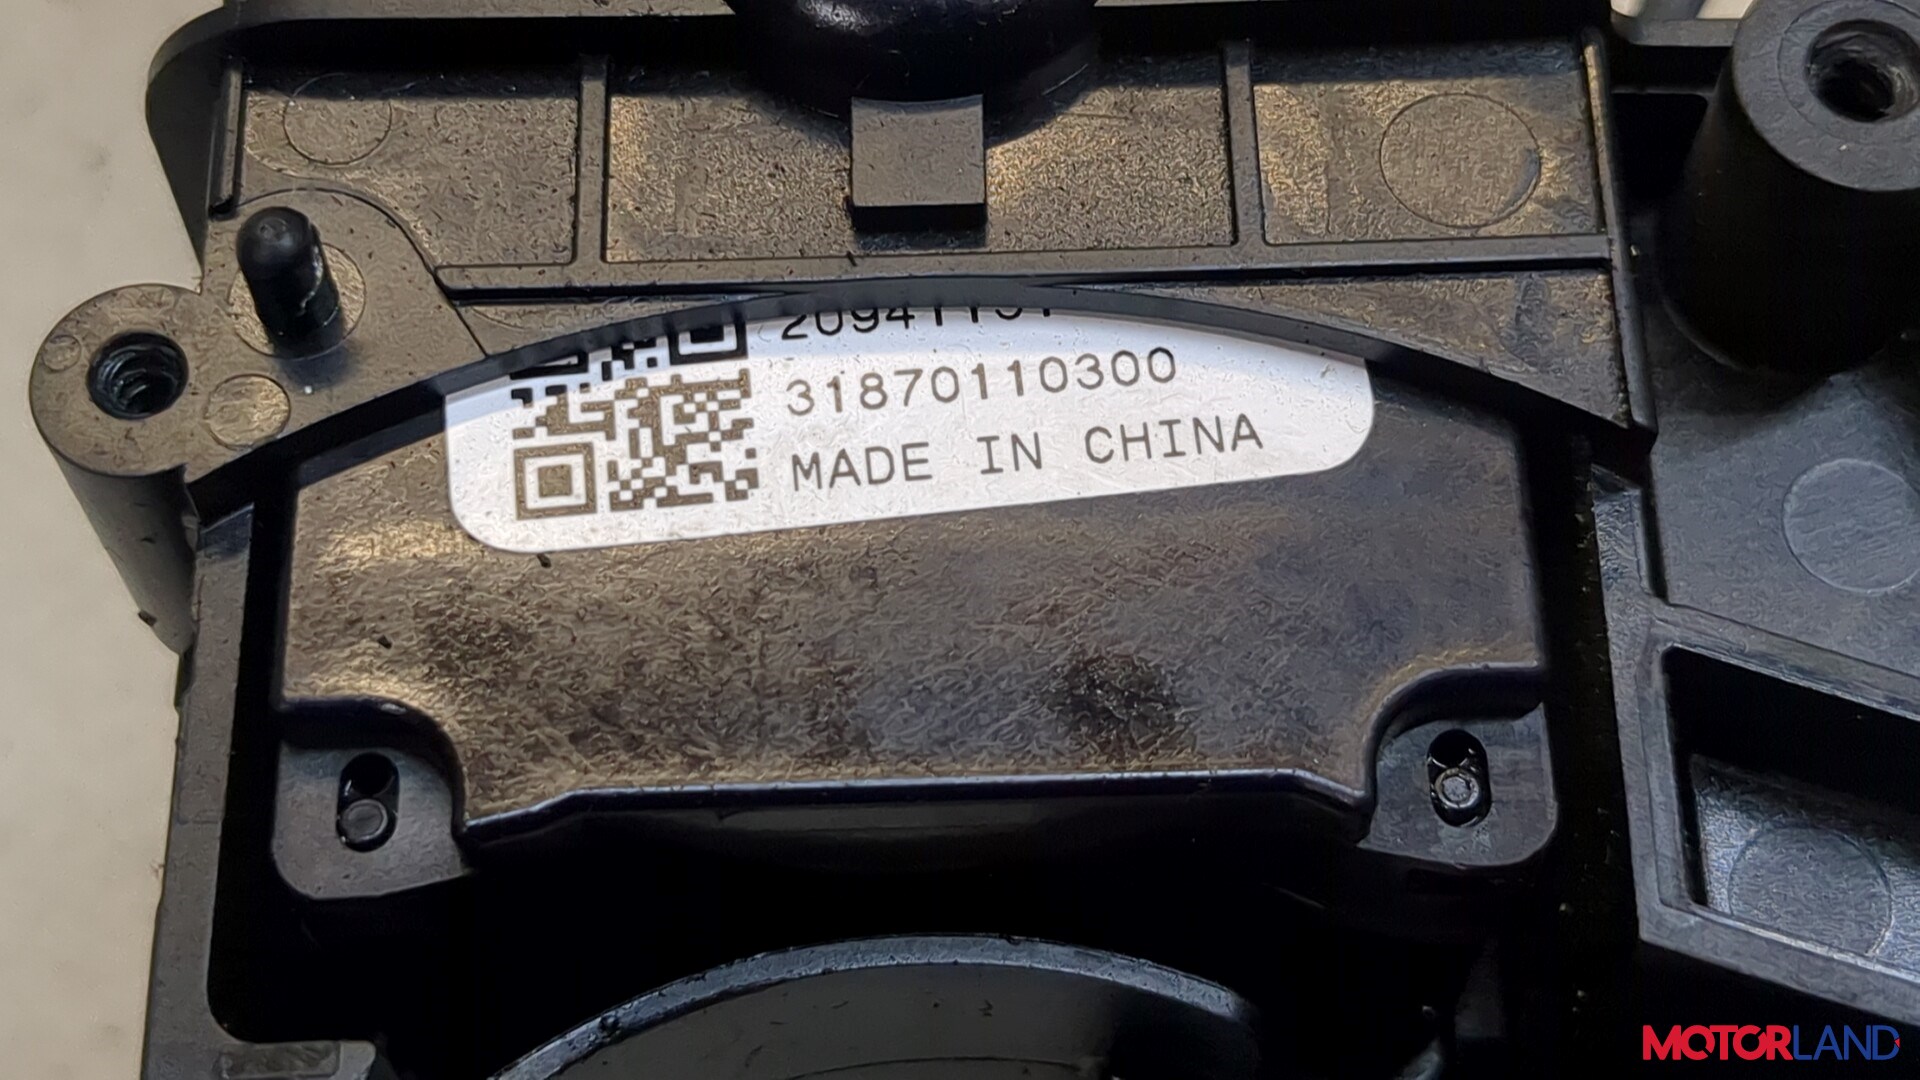 31870110300
MADE IN CHINA
MOTORLAND